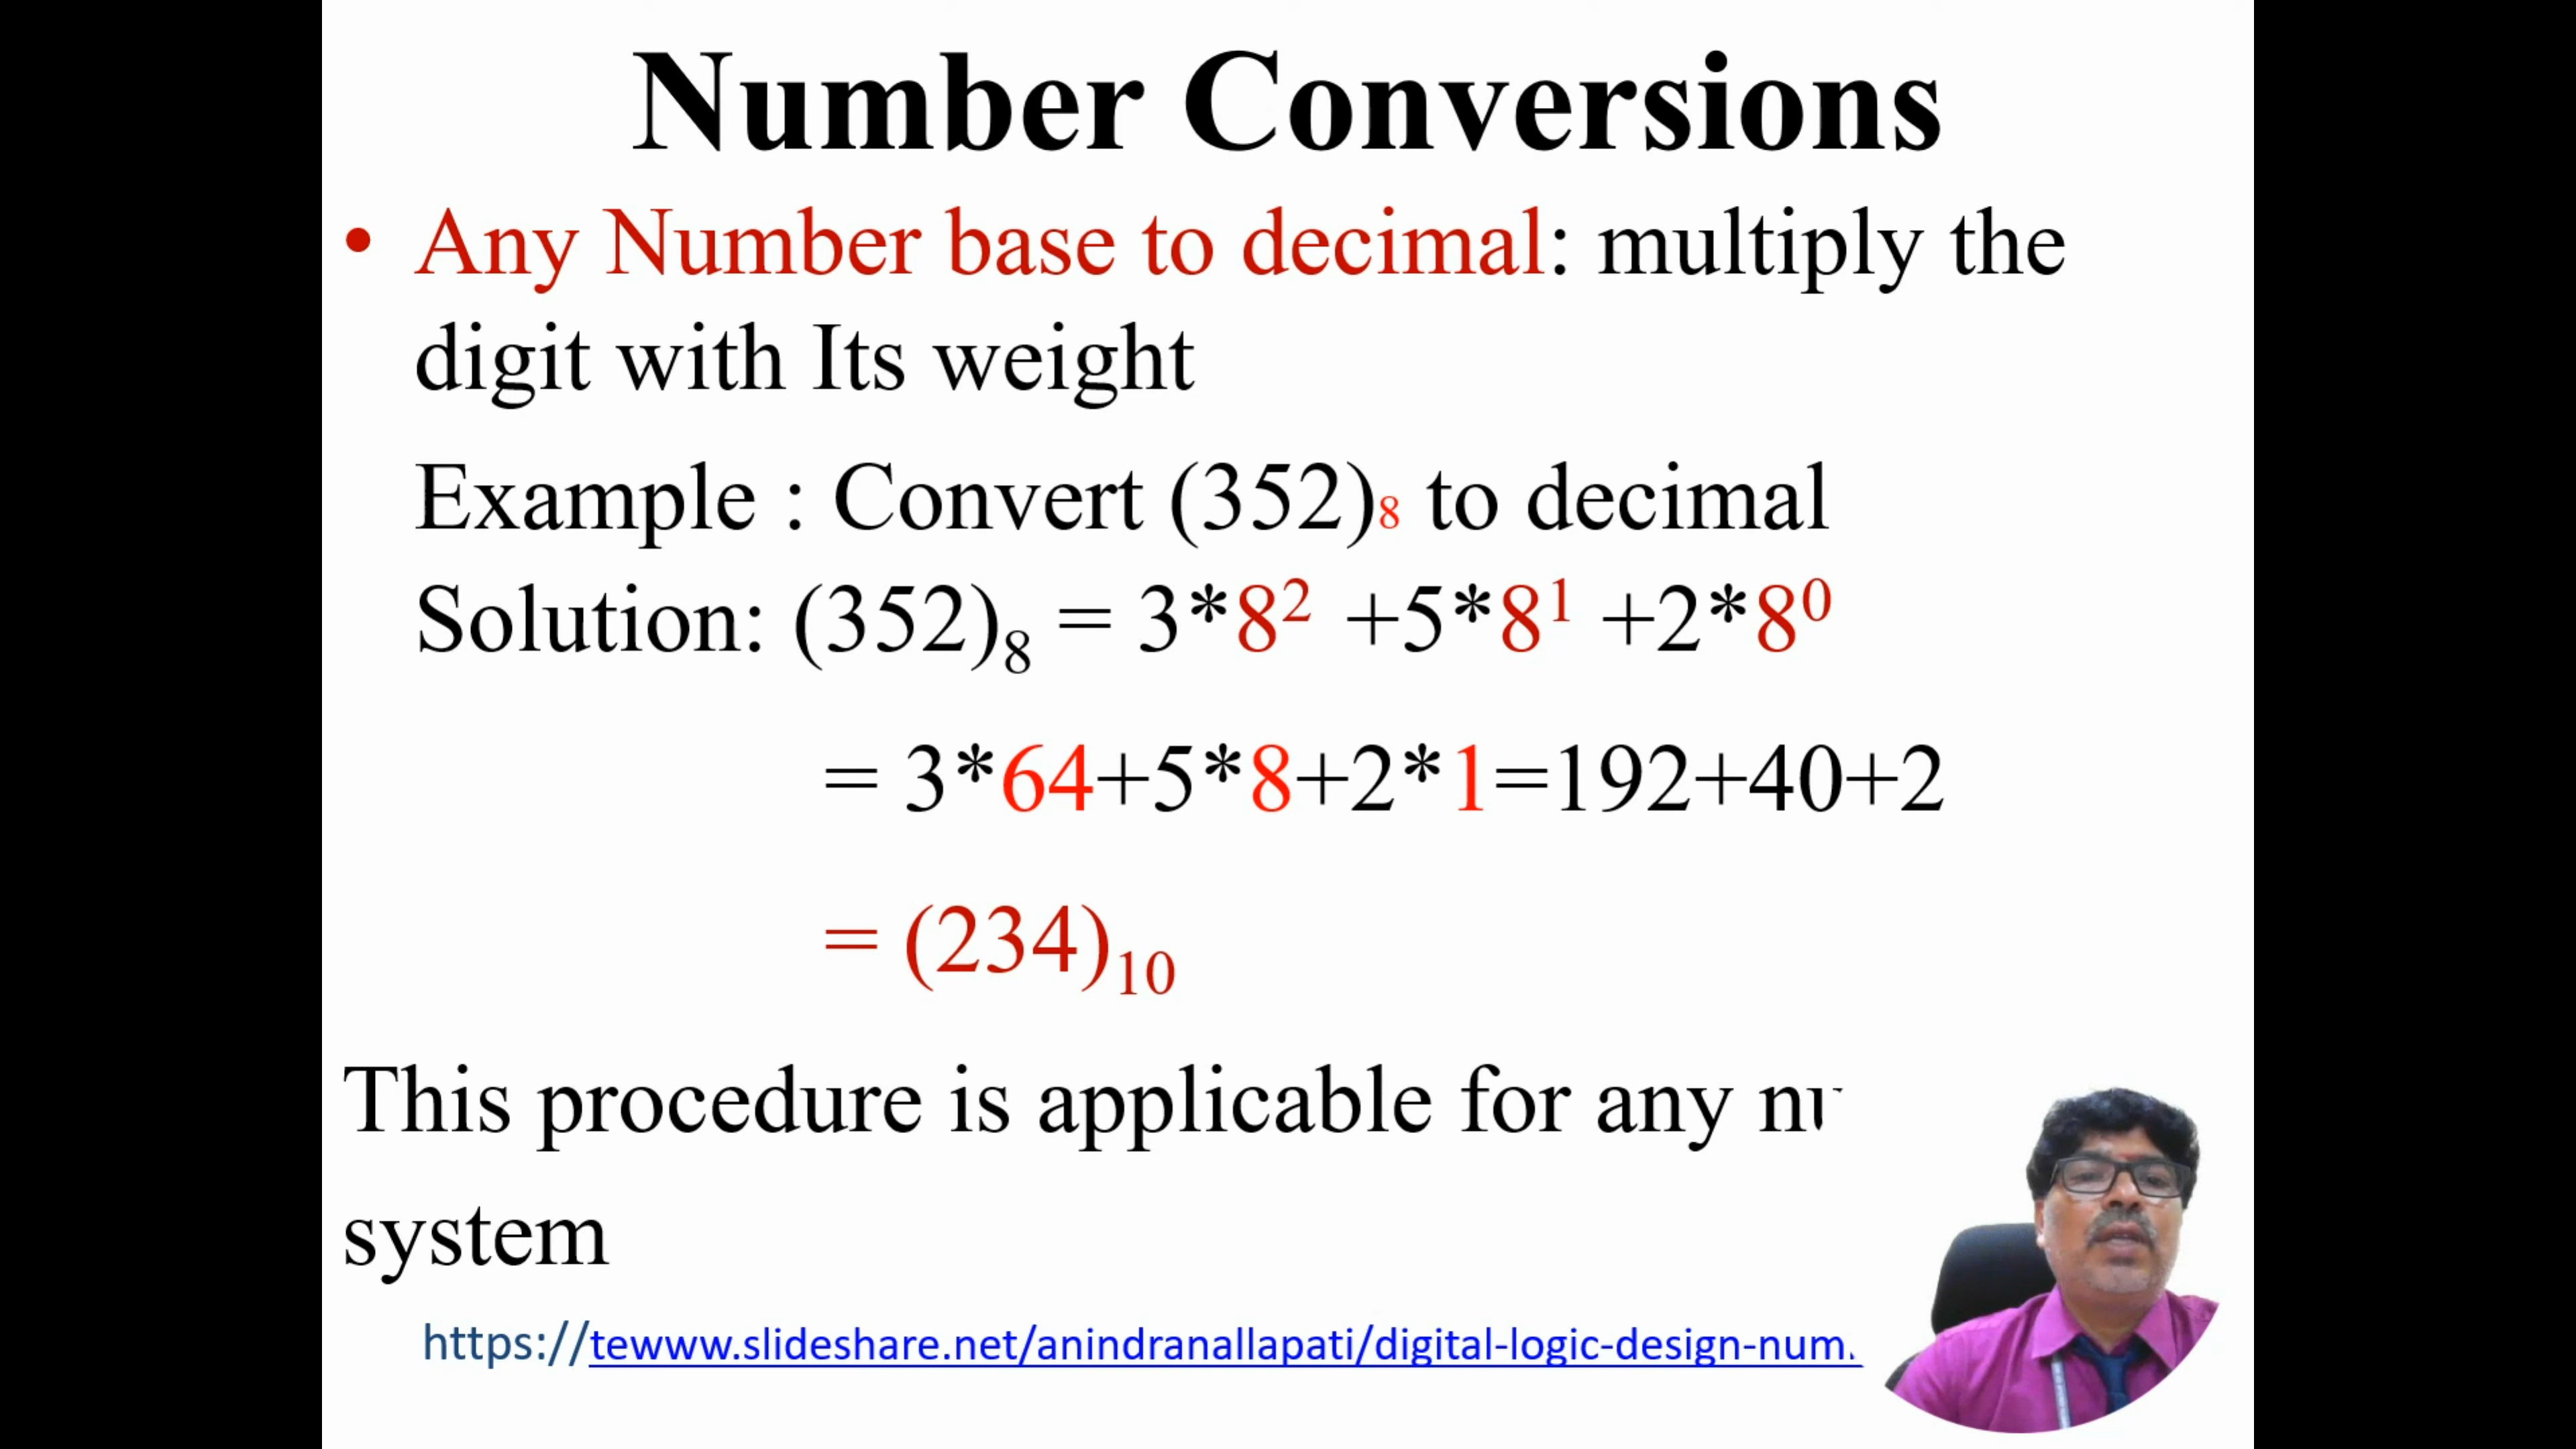 Number Conversions
• Any Number base to decimal: multiply the
digit with Its weight
Example : Convert (352)₈ to decimal
Solution: (352)₈ = 3*8² +5*8¹ +2*8⁰
= 3*64+5*8+2*1=192+40+2
= (234)₁₀
This procedure is applicable for any
system
https://tewww.slideshare.net/anindranallapati/digital-logic-design-num